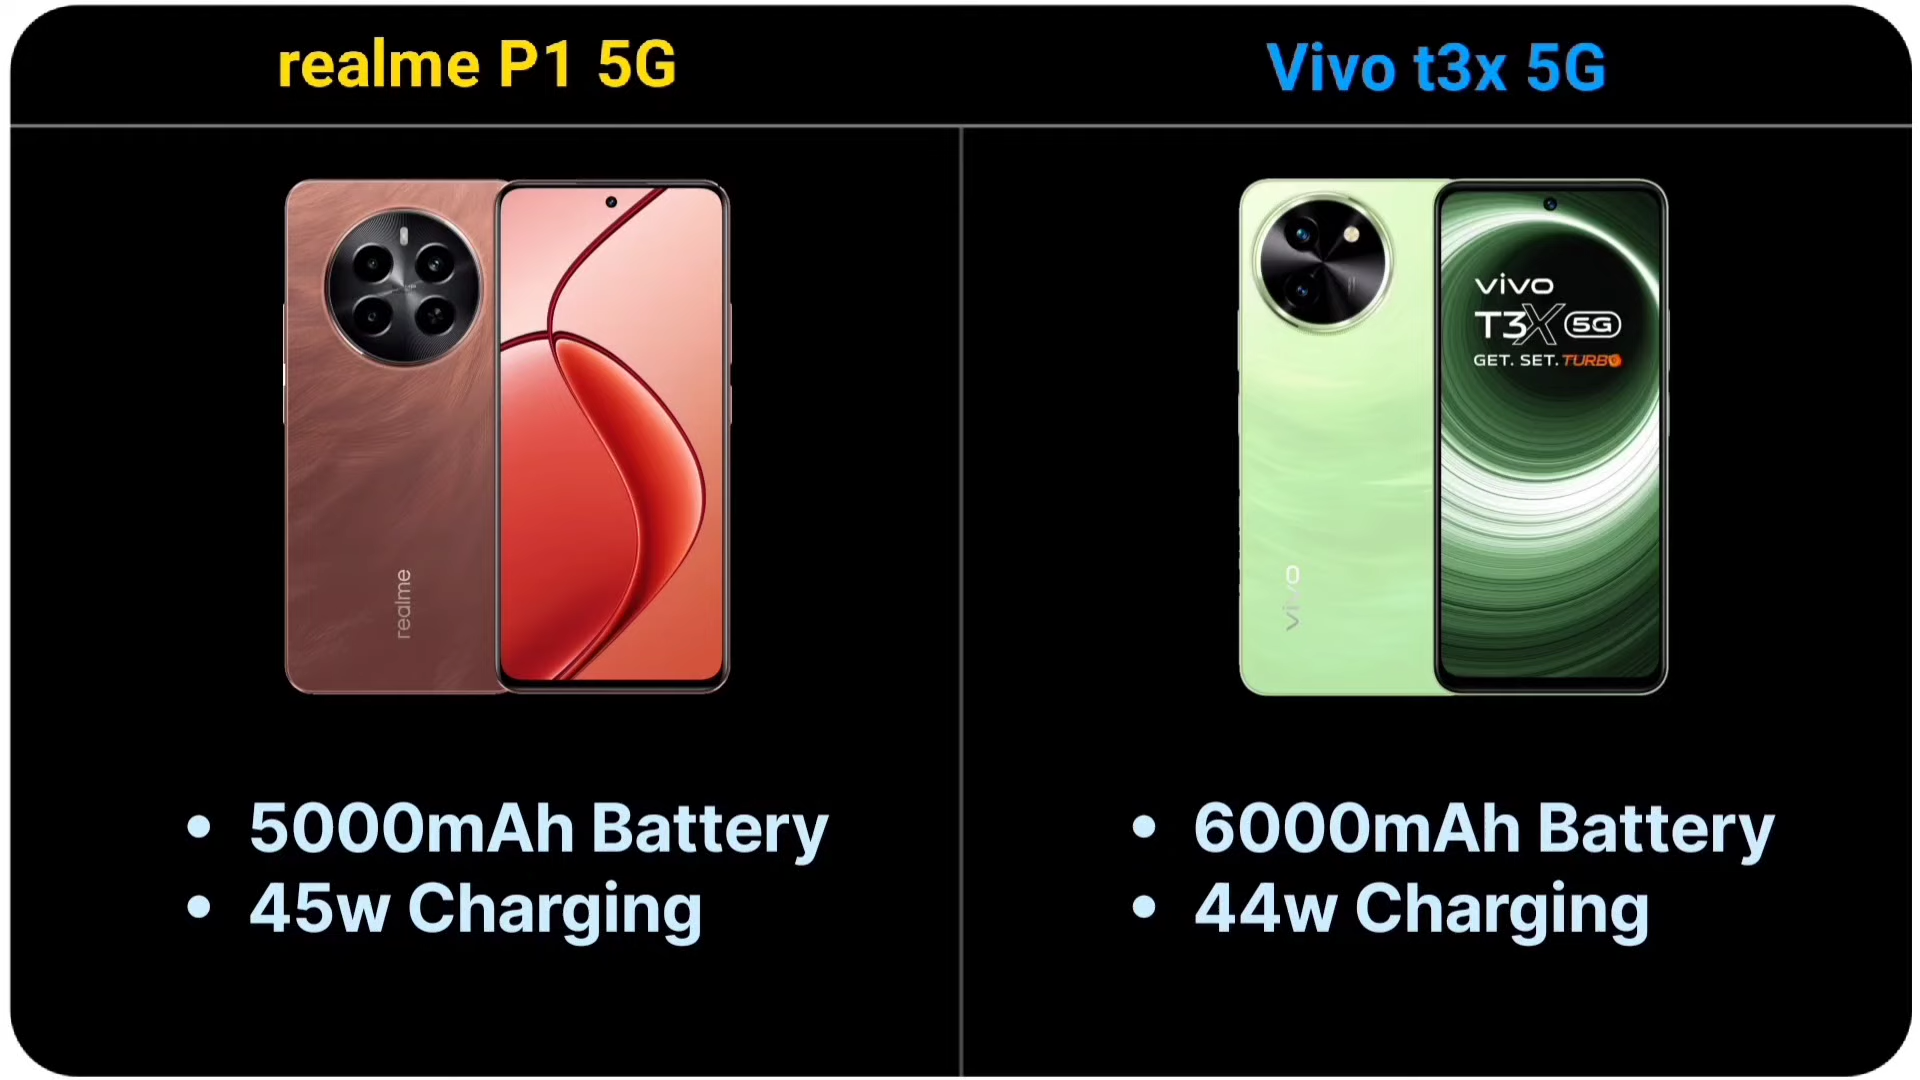 realme P1 5G
Vivo t3x 5G
realme
vivo
vivo
T3X 5G
GET. SET. TURBO
• 5000mAh Battery
• 45w Charging
• 6000mAh Battery
• 44w Charging